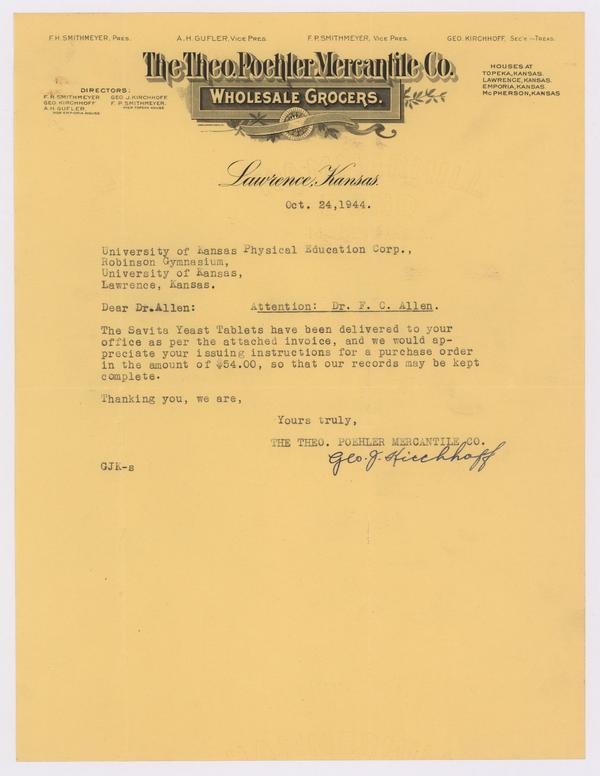 F.H. SMITHMEYER, PRES. A.H. GUFLER, VICE PRES. F.P. SMITHMEYER, VICE PRES. GEO. KIRCHHOFF, SEC'Y.-TREAS.
The Theo. Poehler Mercantile Co.
WHOLESALE GROCERS.
DIRECTORS:
F.H. SMITHMEYER GEO. J. KIRCHHOFF
GEO. KIRCHHOFF F.P. SMITHMEYER,
A.H. GUFLER, MGR TOPEKA HOUSE
MGR EMPORIA HOUSE
HOUSES AT
TOPEKA, KANSAS.
LAWRENCE, KANSAS.
EMPORIA, KANSAS.
MCPHERSON, KANSAS
Lawrence, Kansas.
Oct. 24,1944.
University of Kansas Physical Education Corp.,
Robinson Gymnasium,
University of Kansas,
Lawrence, Kansas.
Dear Dr.Allen: Attention: Dr. F. C. Allen.
The Savita Yeast Tablets have been delivered to your
office as per the attached invoice, and we would ap-
preciate your issuing instructions for a purchase order
in the amount of $54.00, so that our records may be kept
complete.
Thanking you, we are,
Yours truly,
THE THEO. POEHLER MERCANTILE CO.
Geo. J. Kirchhoff
GJK-s